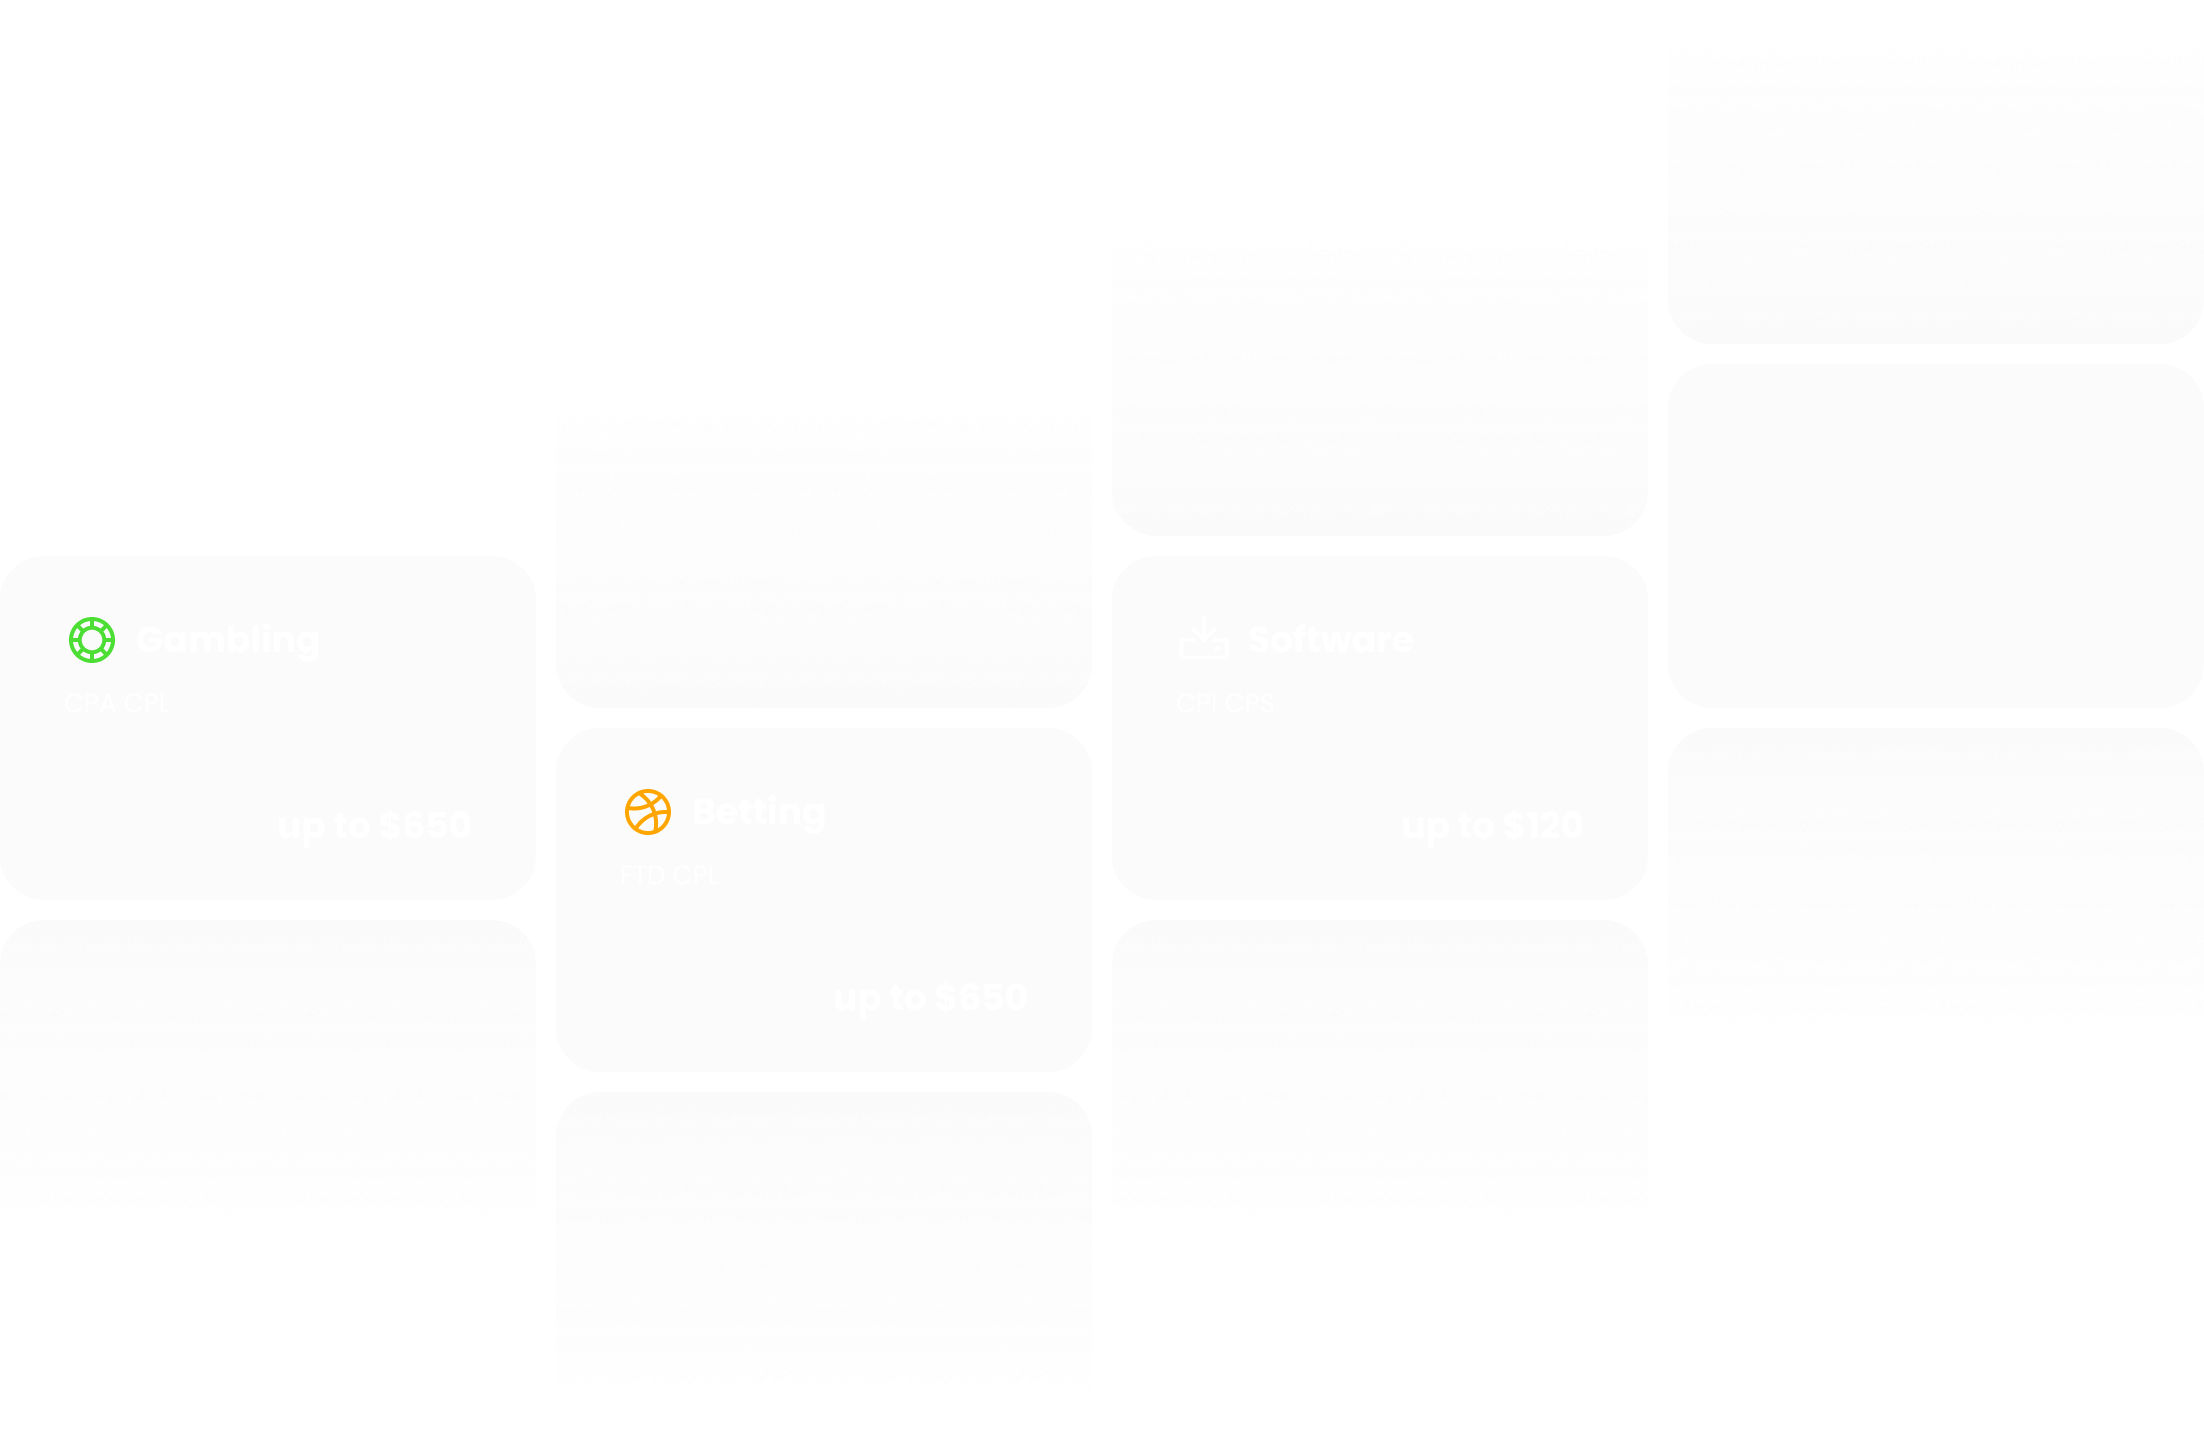 Gambling
CPA CPL
up to $650
Betting
FTD CPL
up to $650
Software
CPI CPS
up to $120